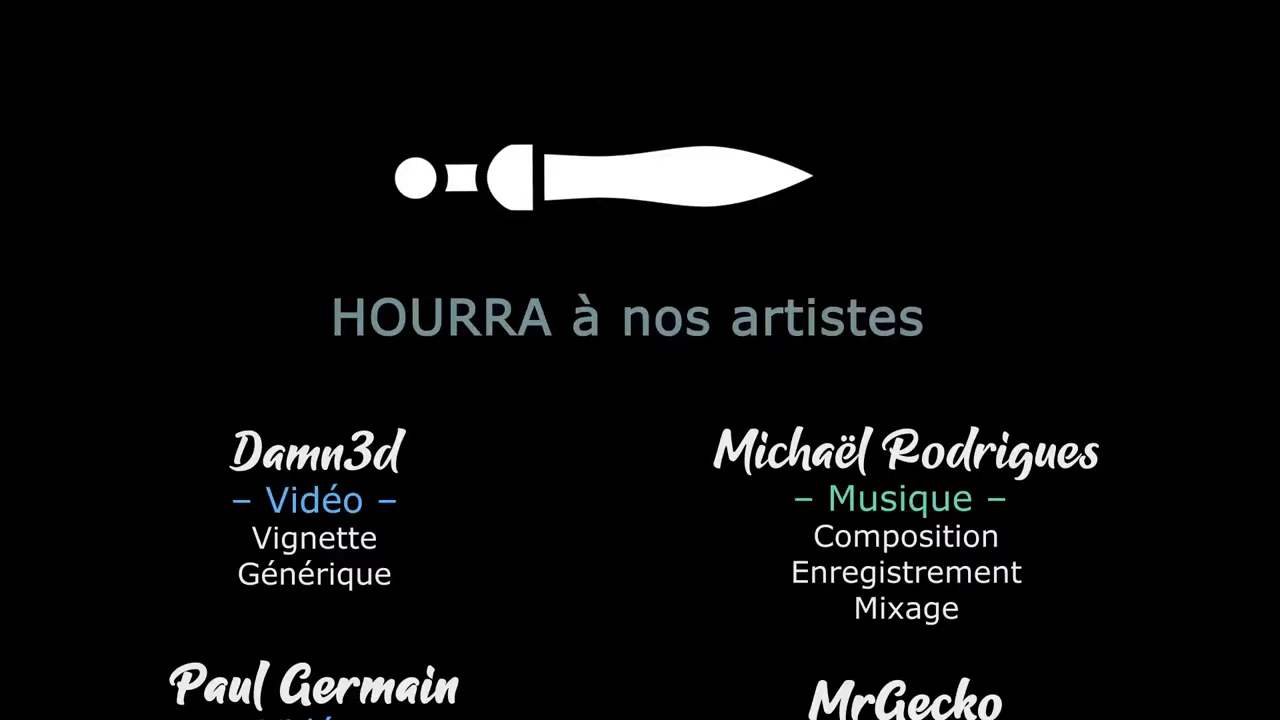 HOURRA à nos artistes
Damn3d
– Vidéo –
Vignette
Générique
Michaël Rodrigues
– Musique –
Composition
Enregistrement
Mixage
Paul Germain
MrGecko